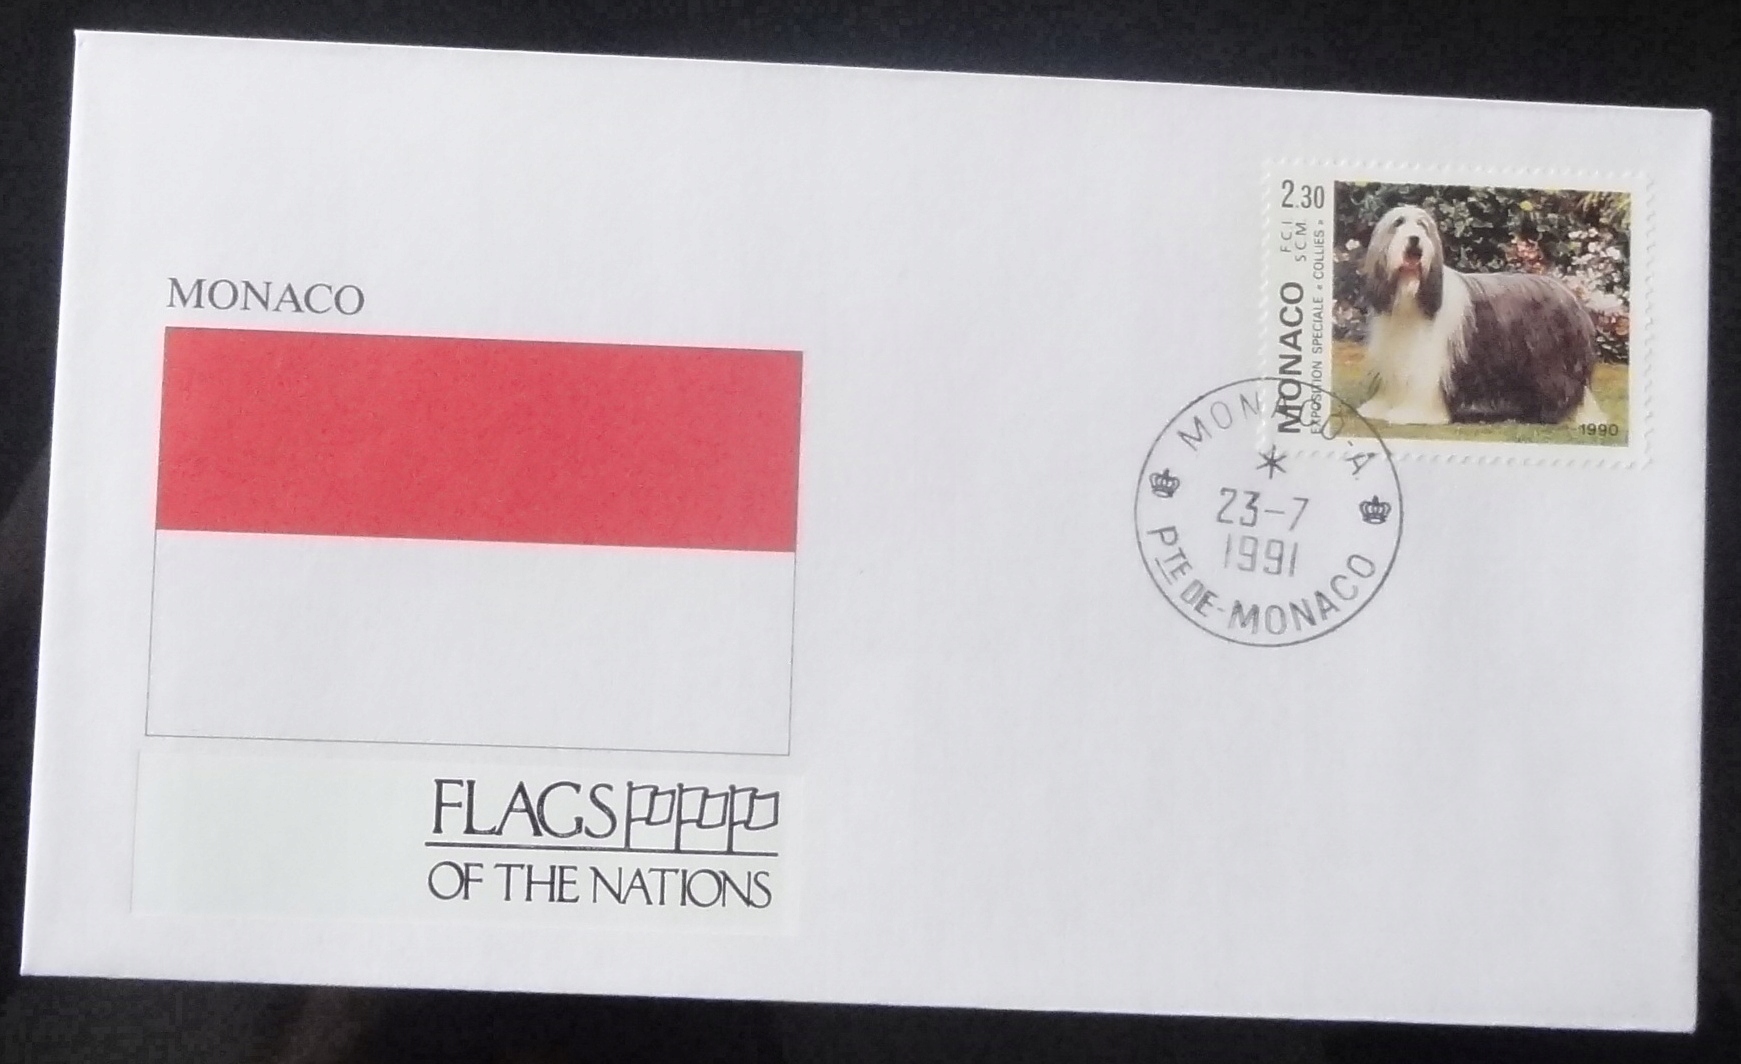 MONACO
FLAGS
OF THE NATIONS
2.30
MONACO
F.C.I
S.C.M.
EXPOSITION SPECIALE « COLLIES »
1990
MONACO-A
23-7
1991
PTE DE-MONACO